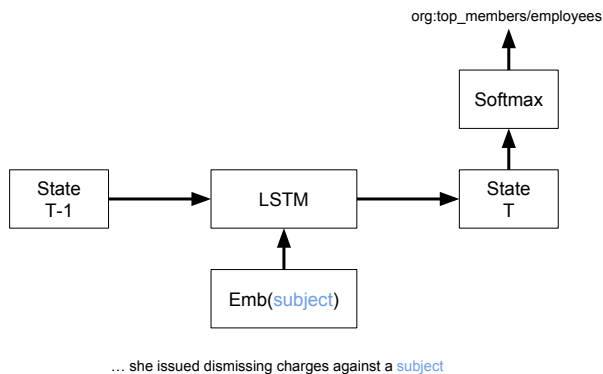 org:top_members/employees
Softmax
State
T-1
LSTM
State
T
Emb(subject)
… she issued dismissing charges against a subject